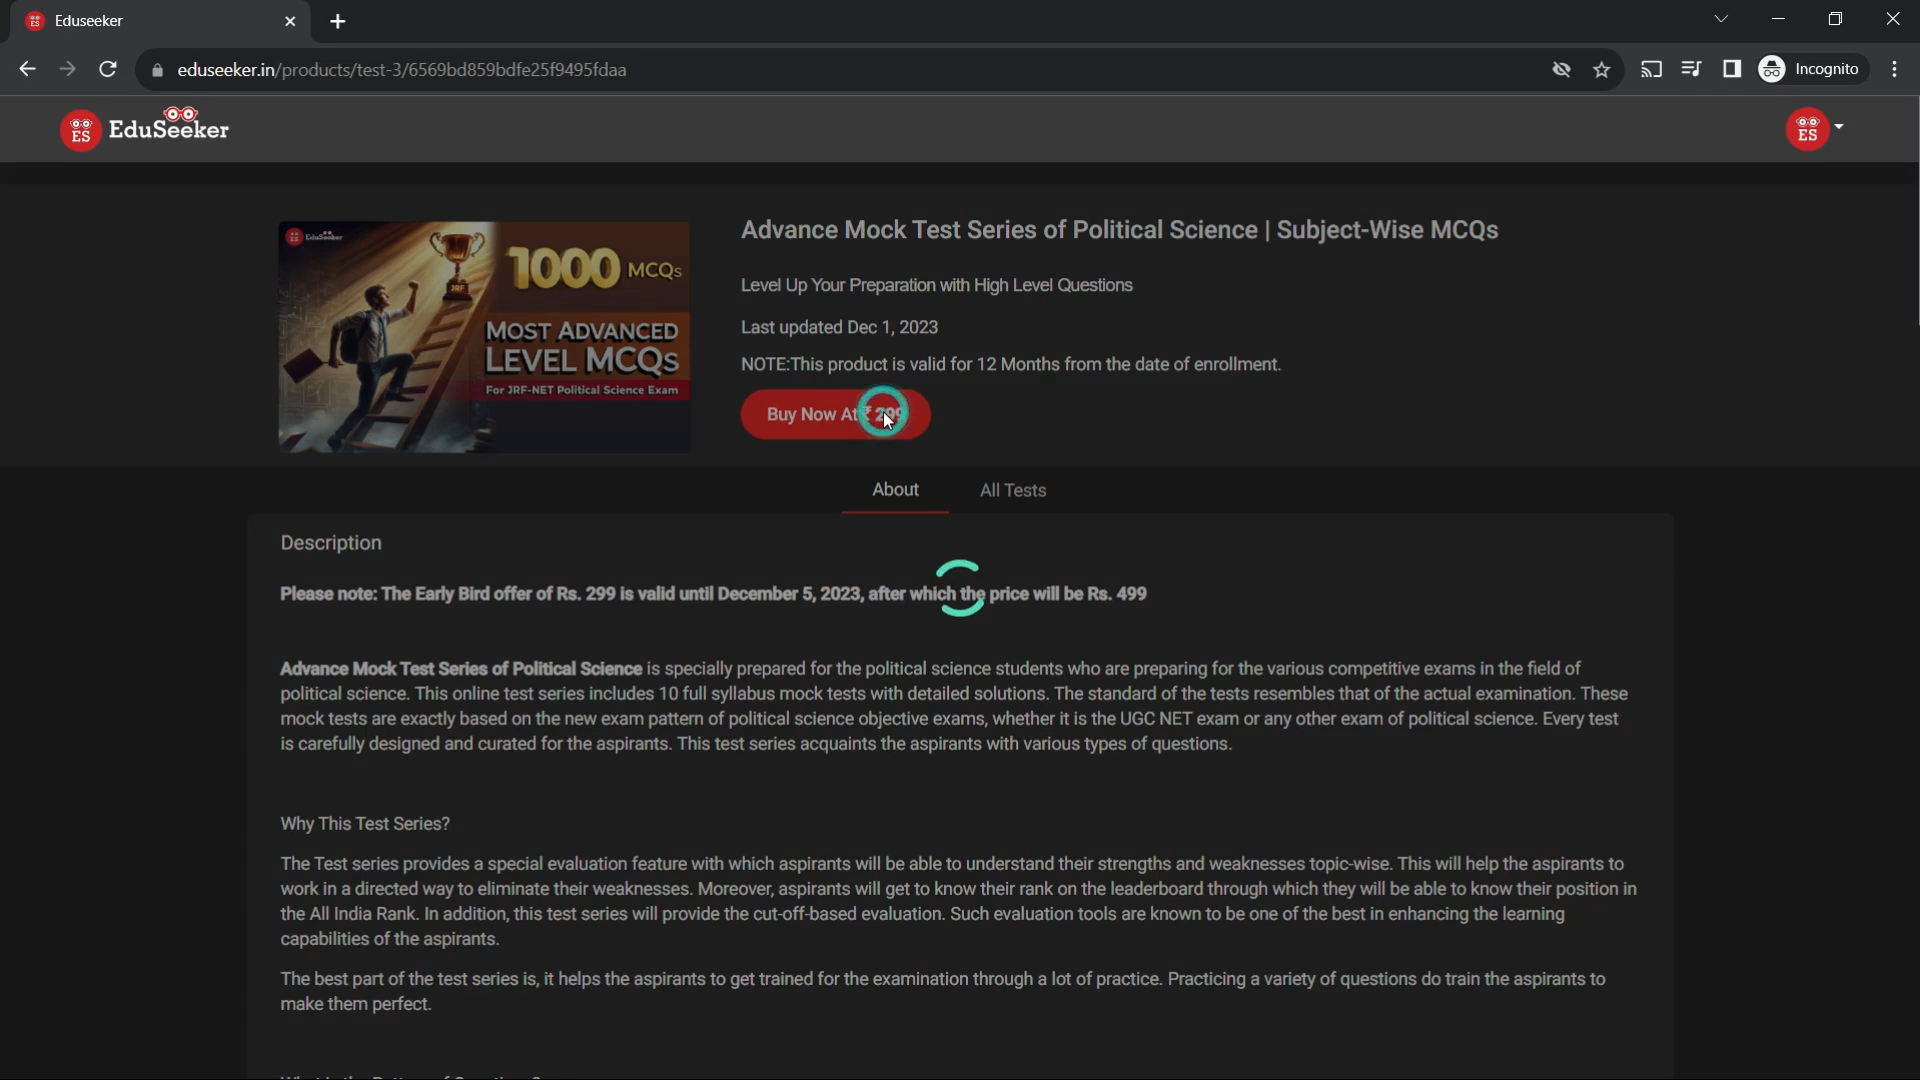 Eduseeker
eduseeker.in/products/test-3/6569bd859bdfe25f9495fdaa
Incognito
ES EduSeeker
ES
EduSeeker
1000 MCQs
MOST ADVANCED
LEVEL MCQs
For JRF-NET Political Science Exam
JRF
Advance Mock Test Series of Political Science | Subject-Wise MCQs
Level Up Your Preparation with High Level Questions
Last updated Dec 1, 2023
NOTE:This product is valid for 12 Months from the date of enrollment.
Buy Now At ₹ 299
About
All Tests
Description
Please note: The Early Bird offer of Rs. 299 is valid until December 5, 2023, after which the price will be Rs. 499
Advance Mock Test Series of Political Science is specially prepared for the political science students who are preparing for the various competitive exams in the field of
political science. This online test series includes 10 full syllabus mock tests with detailed solutions. The standard of the tests resembles that of the actual examination. These
mock tests are exactly based on the new exam pattern of political science objective exams, whether it is the UGC NET exam or any other exam of political science. Every test
is carefully designed and curated for the aspirants. This test series acquaints the aspirants with various types of questions.
Why This Test Series?
The Test series provides a special evaluation feature with which aspirants will be able to understand their strengths and weaknesses topic-wise. This will help the aspirants to
work in a directed way to eliminate their weaknesses. Moreover, aspirants will get to know their rank on the leaderboard through which they will be able to know their position in
the All India Rank. In addition, this test series will provide the cut-off-based evaluation. Such evaluation tools are known to be one of the best in enhancing the learning
capabilities of the aspirants.
The best part of the test series is, it helps the aspirants to get trained for the examination through a lot of practice. Practicing a variety of questions do train the aspirants to
make them perfect.